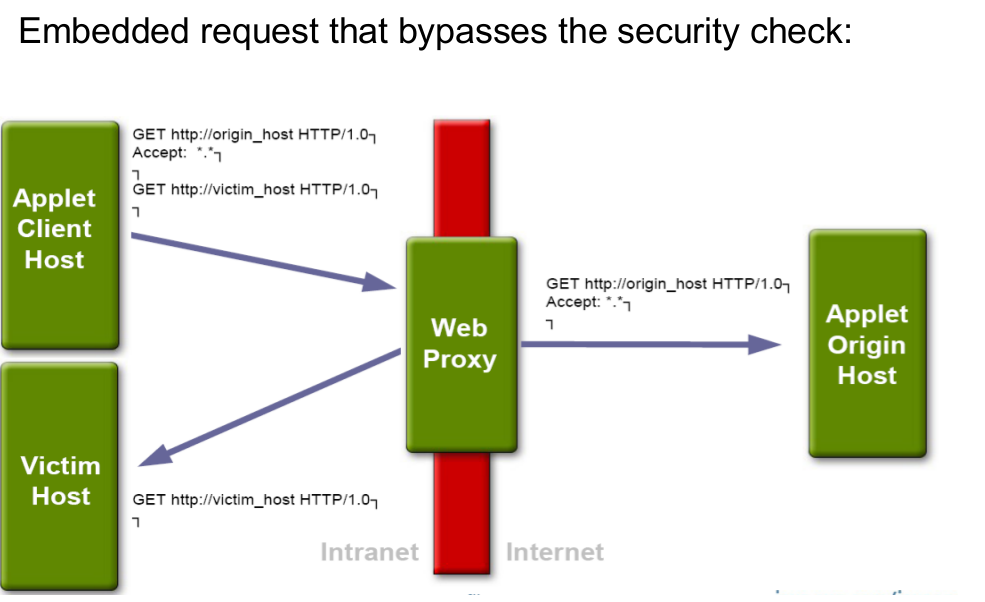 Embedded request that bypasses the security check:
GET http://origin_host HTTP/1.0┐
Accept: *.*┐
┐
GET http://victim_host HTTP/1.0┐
┐
Applet
Client
Host
Web
Proxy
GET http://origin_host HTTP/1.0┐
Accept: *.*┐
┐
Applet
Origin
Host
Victim
Host
GET http://victim_host HTTP/1.0┐
┐
Intranet
Internet